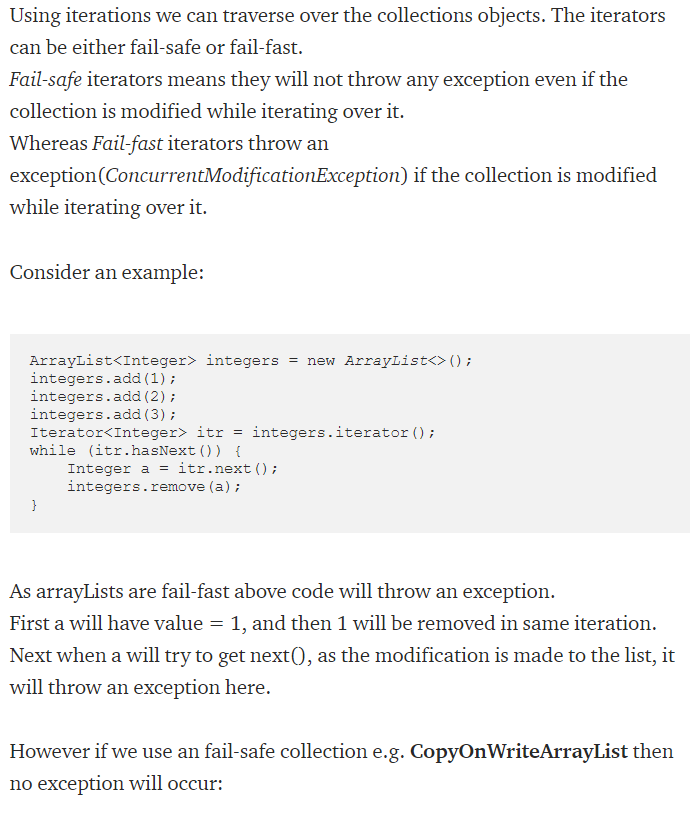 Using iterations we can traverse over the collections objects. The iterators
can be either fail-safe or fail-fast.
Fail-safe iterators means they will not throw any exception even if the
collection is modified while iterating over it.
Whereas Fail-fast iterators throw an
exception(ConcurrentModificationException) if the collection is modified
while iterating over it.
Consider an example:
ArrayList<Integer> integers = new ArrayList<>();
integers.add(1);
integers.add(2);
integers.add(3);
Iterator<Integer> itr = integers.iterator();
while (itr.hasNext()) {
    Integer a = itr.next();
    integers.remove(a);
}
As arrayLists are fail-fast above code will throw an exception.
First a will have value = 1, and then 1 will be removed in same iteration.
Next when a will try to get next(), as the modification is made to the list, it
will throw an exception here.
However if we use an fail-safe collection e.g. CopyOnWriteArrayList then
no exception will occur: